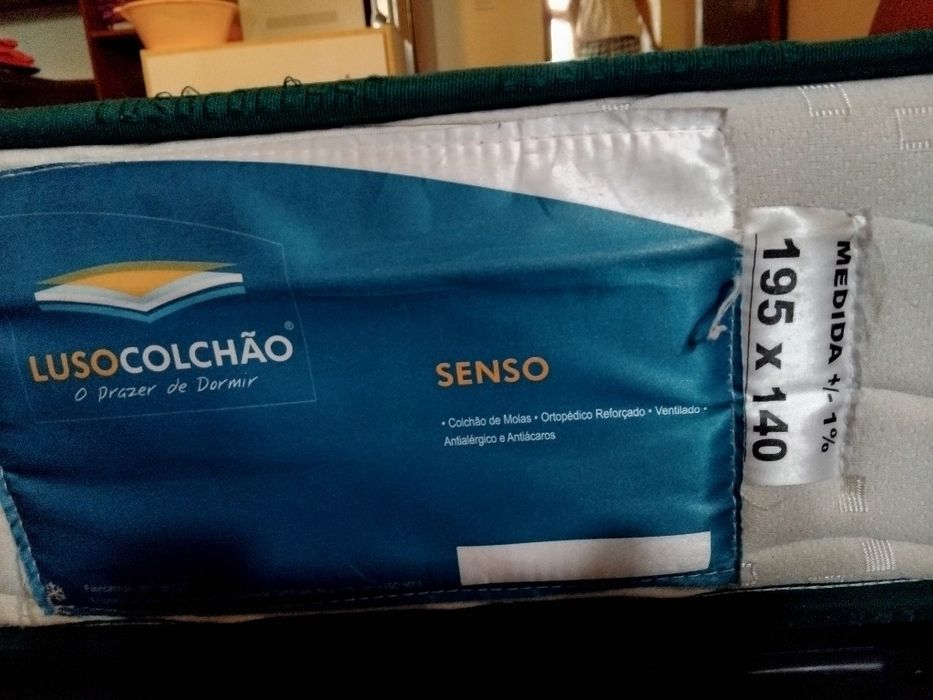 LUSOCOLCHÃO®
O Prazer de Dormir
SENSO
• Colchão de Molas • Ortopédico Reforçado • Ventilado •
Antialérgico e Antiácaros
MEDIDA +/- 1%
195 x 140